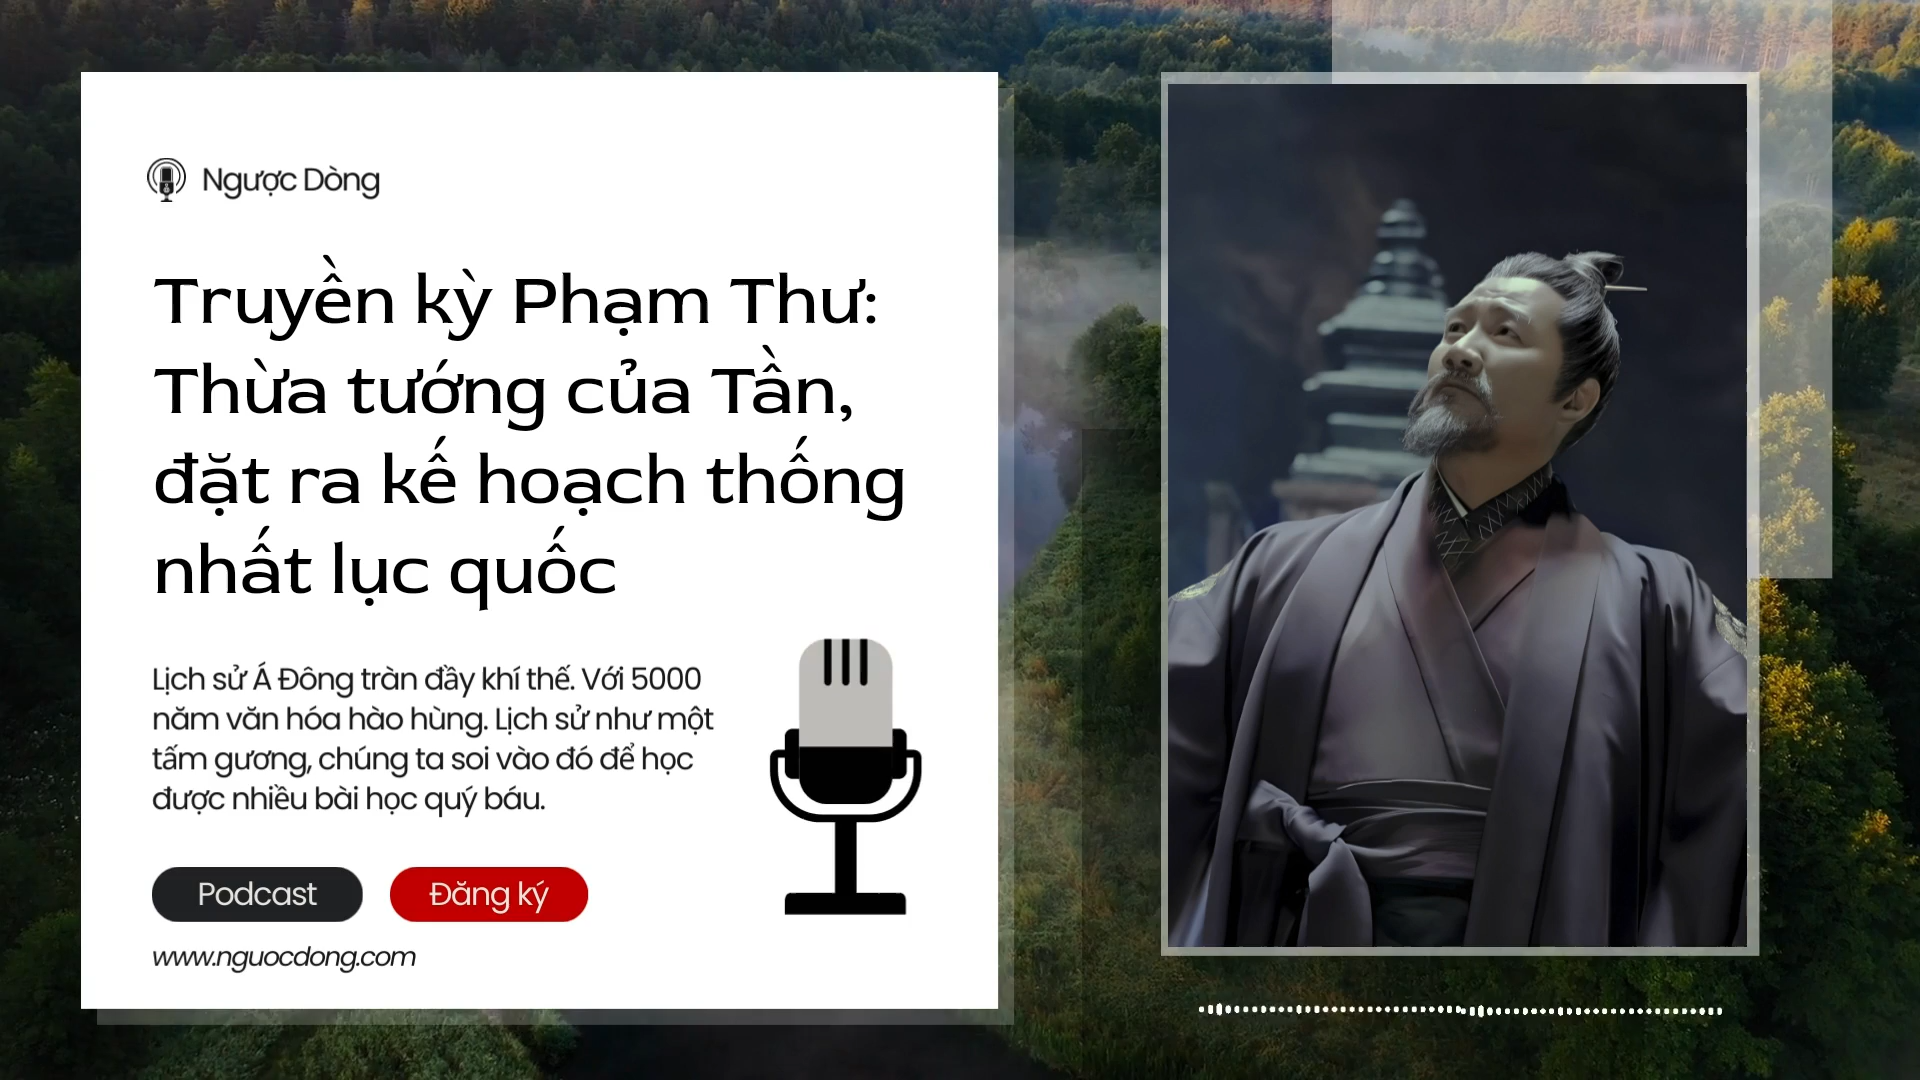 Ngược Dòng
Truyền kỳ Phạm Thư:
Thừa tướng của Tần,
đặt ra kế hoạch thống
nhất lục quốc
Lịch sử Á Đông tràn đầy khí thế. Với 5000
năm văn hóa hào hùng. Lịch sử như một
tấm gương, chúng ta soi vào đó để học
được nhiều bài học quý báu.
Podcast
Đăng ký
www.nguocdong.com